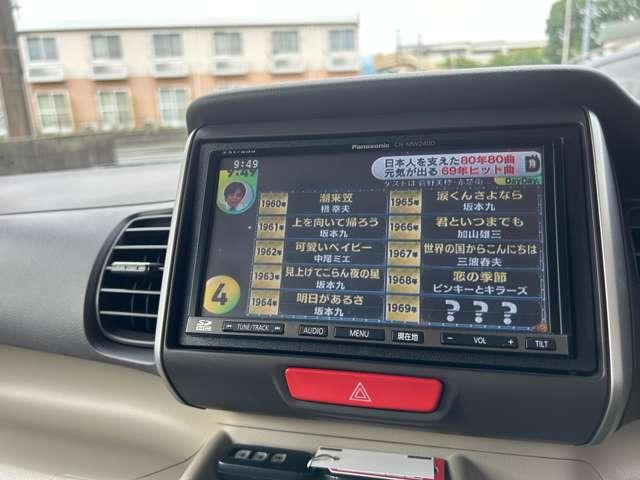 Panasonic
CN-MW240D
Strada
9:49
9:49
日本人を支えた80年80曲
元気が出る69年ヒット曲
DayDay.
1960年 潮来笠
橋幸夫
1961年 上を向いて帰ろう
坂本九
1962年 可愛いベイビー
中尾ミエ
1963年 見上げてごらん夜の星
坂本九
1964年 明日があるさ
坂本九
1965年 涙くんさよなら
坂本九
1966年 君といつまでも
加山雄三
1967年 世界の国からこんにちは
三波春夫
1968年 恋の季節
ピンキーとキラーズ
1969年 ? ? ?
4
TUNE/TRACK
AUDIO
MENU
現在地
− VOL +
TILT